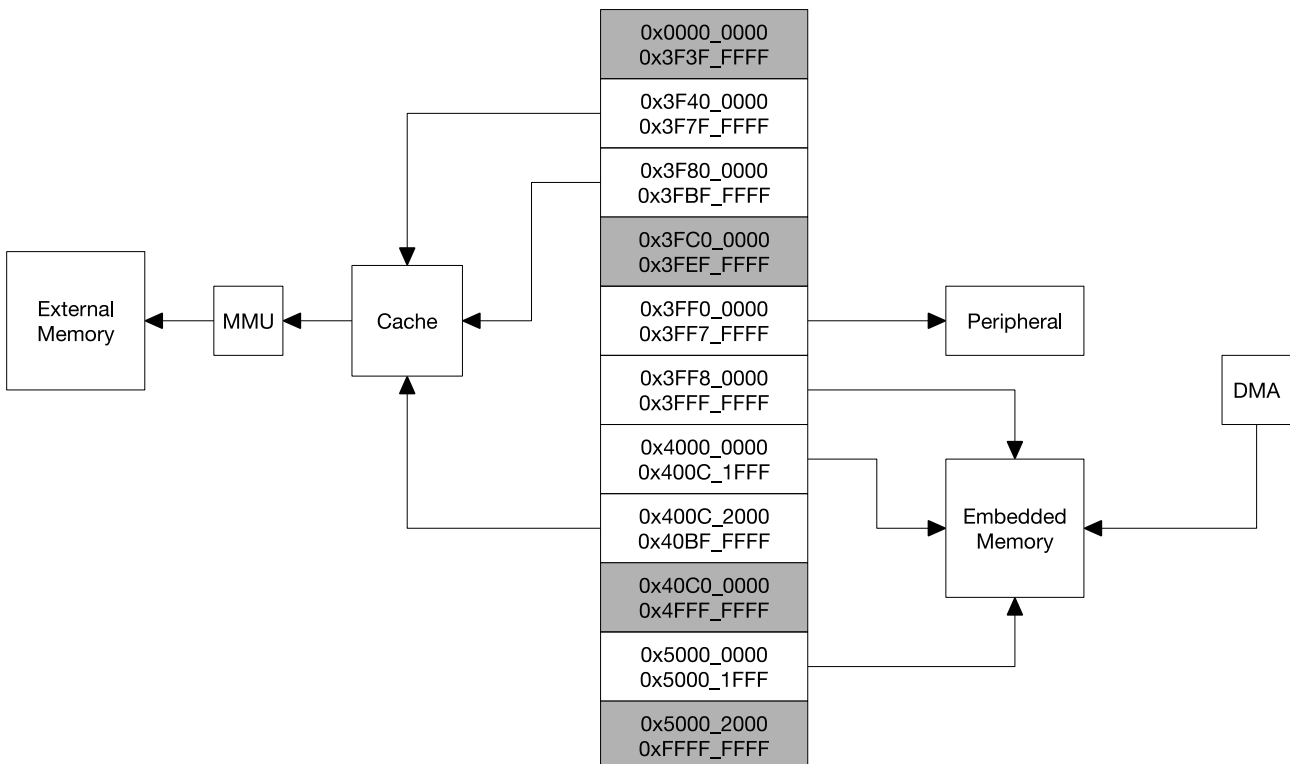 0x0000_0000
0x3F3F_FFFF
0x3F40_0000
0x3F7F_FFFF
0x3F80_0000
0x3FBF_FFFF
0x3FC0_0000
0x3FEF_FFFF
0x3FF0_0000
0x3FF7_FFFF
0x3FF8_0000
0x3FFF_FFFF
0x4000_0000
0x400C_1FFF
0x400C_2000
0x40BF_FFFF
0x40C0_0000
0x4FFF_FFFF
0x5000_0000
0x5000_1FFF
0x5000_2000
0xFFFF_FFFF
External
Memory
MMU
Cache
Peripheral
DMA
Embedded
Memory